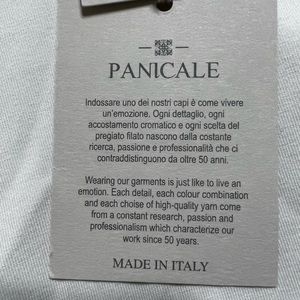 PANICALE
Indossare uno dei nostri capi è come vivere
un'emozione. Ogni dettaglio, ogni
accostamento cromatico e ogni scelta del
pregiato filato nascono dalla costante
ricerca, passione e professionalità che ci
contraddistinguono da oltre 50 anni.
Wearing our garments is just like to live an
emotion. Each detail, each colour combination
and each choise of high-quality yarn come
from a constant research, passion and
professionalism which characterize our
work since 50 years.
MADE IN ITALY